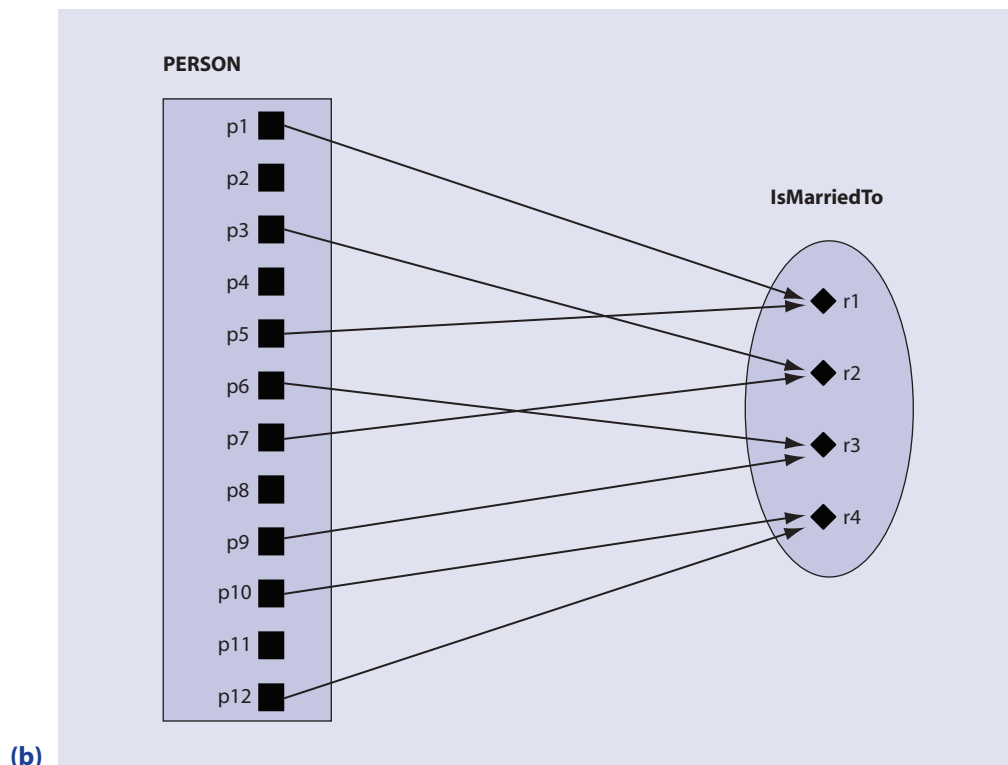 PERSON
p1
p2
p3
p4
p5
p6
p7
p8
p9
p10
p11
p12
IsMarriedTo
r1
r2
r3
r4
(b)